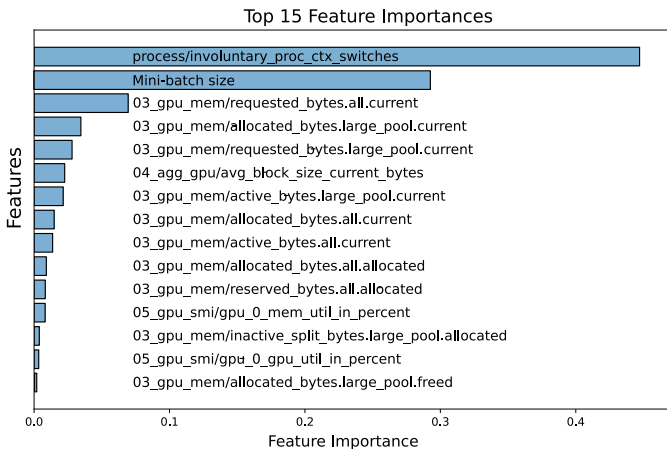 Top 15 Feature Importances
Features
process/involuntary_proc_ctx_switches
Mini-batch size
03_gpu_mem/requested_bytes.all.current
03_gpu_mem/allocated_bytes.large_pool.current
03_gpu_mem/requested_bytes.large_pool.current
04_agg_gpu/avg_block_size_current_bytes
03_gpu_mem/active_bytes.large_pool.current
03_gpu_mem/allocated_bytes.all.current
03_gpu_mem/active_bytes.all.current
03_gpu_mem/allocated_bytes.all.allocated
03_gpu_mem/reserved_bytes.all.allocated
05_gpu_smi/gpu_0_mem_util_in_percent
03_gpu_mem/inactive_split_bytes.large_pool.allocated
05_gpu_smi/gpu_0_gpu_util_in_percent
03_gpu_mem/allocated_bytes.large_pool.freed
0.0 0.1 0.2 0.3 0.4
Feature Importance